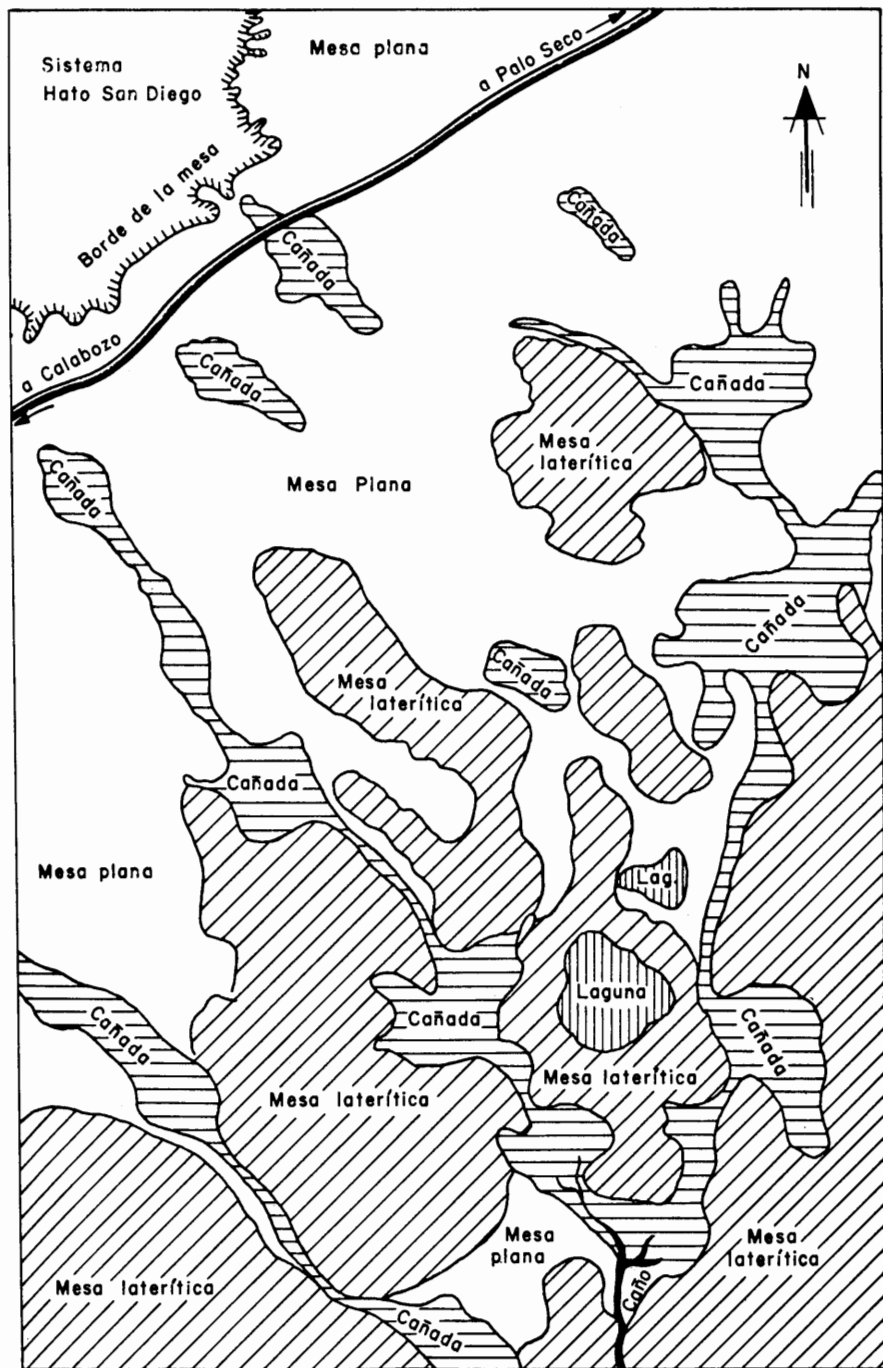 Mesa plana
Sistema
Hato San Diego
a Palo Seco
N
Borde de la mesa
Cañada
Cañada
a Calabozo
Cañada
Cañada
Mesa
laterítica
Cañada
Mesa Plana
Cañada
Cañada
Mesa
laterítica
Cañada
Mesa plana
Lag.
Laguna
Cañada
Cañada
Cañada
Mesa laterítica
Mesa laterítica
Mesa
plana
Mesa
laterítica
Mesa laterítica
Caño
Cañada